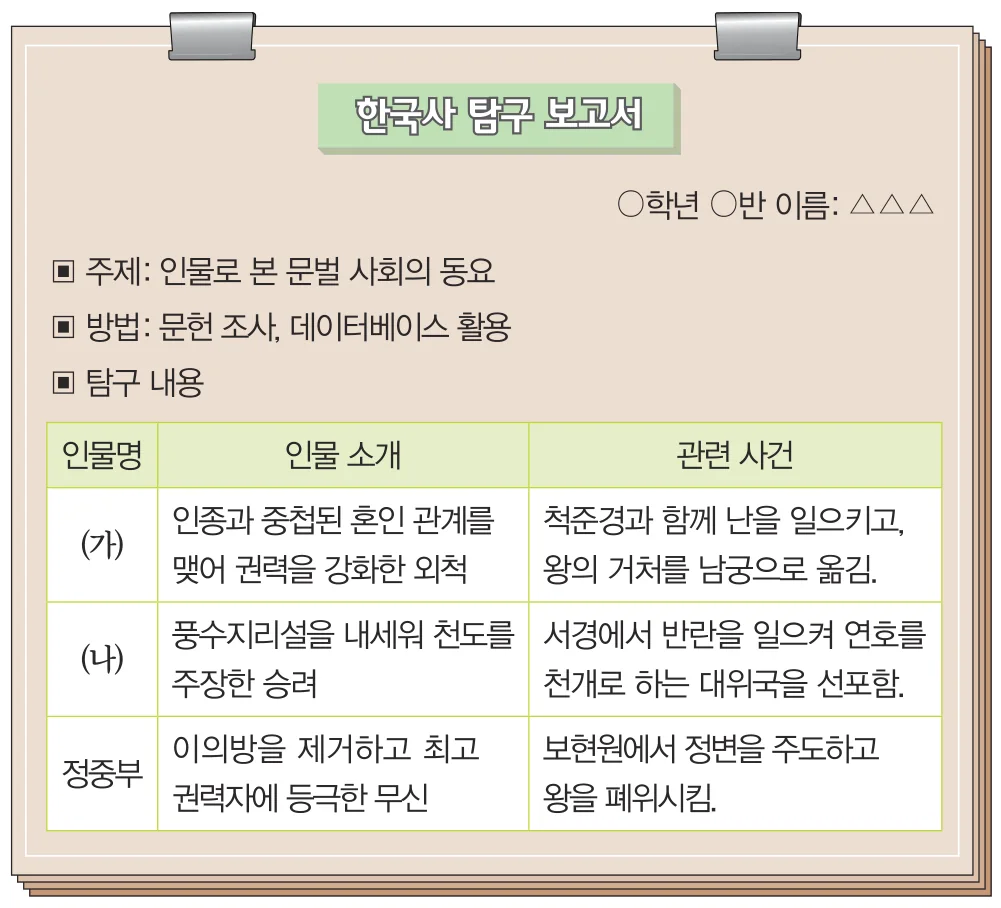 한국사 탐구 보고서
○학년 ○반 이름: △△△
▣ 주제: 인물로 본 문벌 사회의 동요
▣ 방법: 문헌 조사, 데이터베이스 활용
▣ 탐구 내용
인물명 인물 소개 관련 사건
(가)
인종과 중첩된 혼인 관계를
맺어 권력을 강화한 외척
척준경과 함께 난을 일으키고,
왕의 거처를 남궁으로 옮김.
(나)
풍수지리설을 내세워 천도를
주장한 승려
서경에서 반란을 일으켜 연호를
천개로 하는 대위국을 선포함.
정중부
이의방을 제거하고 최고
권력자에 등극한 무신
보현원에서 정변을 주도하고
왕을 폐위시킴.